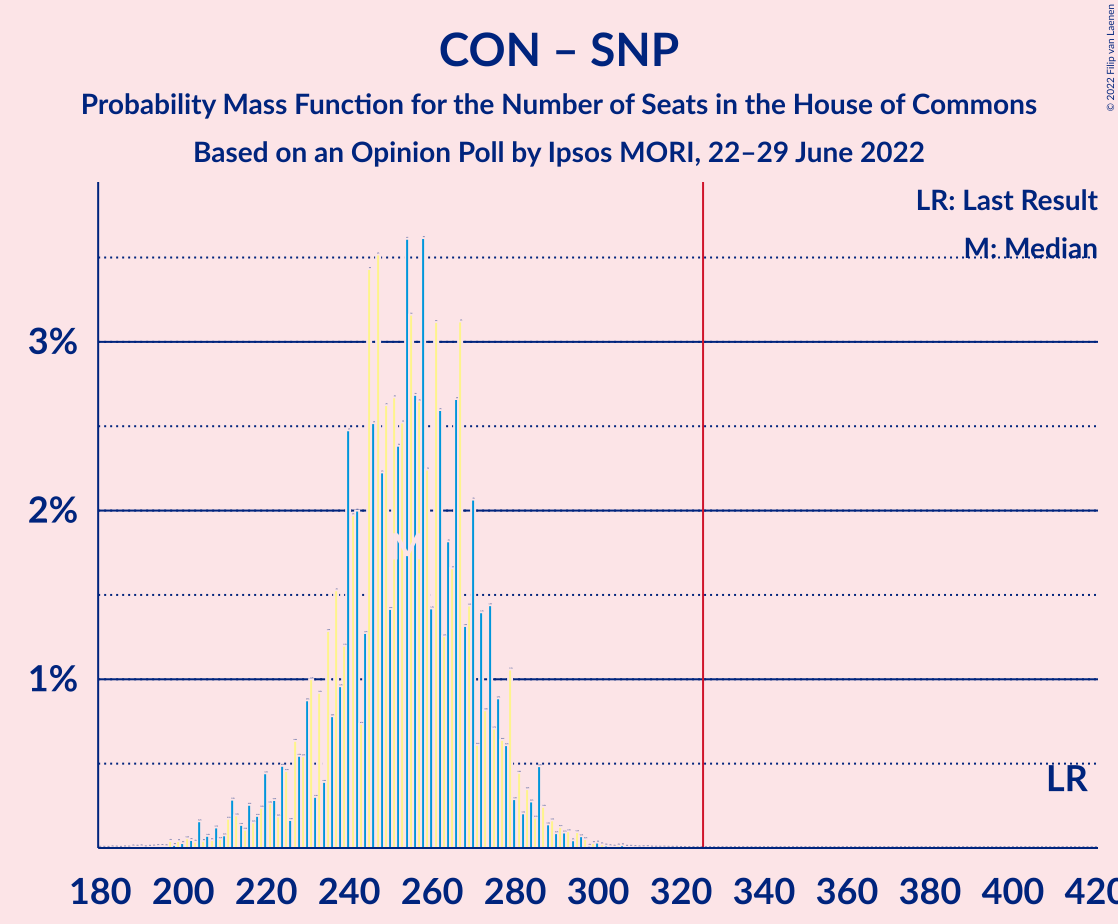 CON – SNP
Probability Mass Function for the Number of Seats in the House of Commons
Based on an Opinion Poll by Ipsos MORI, 22–29 June 2022
© 2022 Filip van Laenen
LR: Last Result
M: Median
3%
2%
1%
M
LR
180 200 220 240 260 280 300 320 340 360 380 400 420